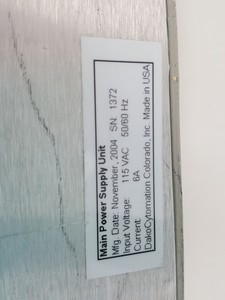 Main Power Supply Unit
Mfg. Date: November, 2004 SN: 1372
Input Voltage: 115 VAC 50/60 Hz
Current: 6A
DakoCytomation Colorado, Inc. Made in USA